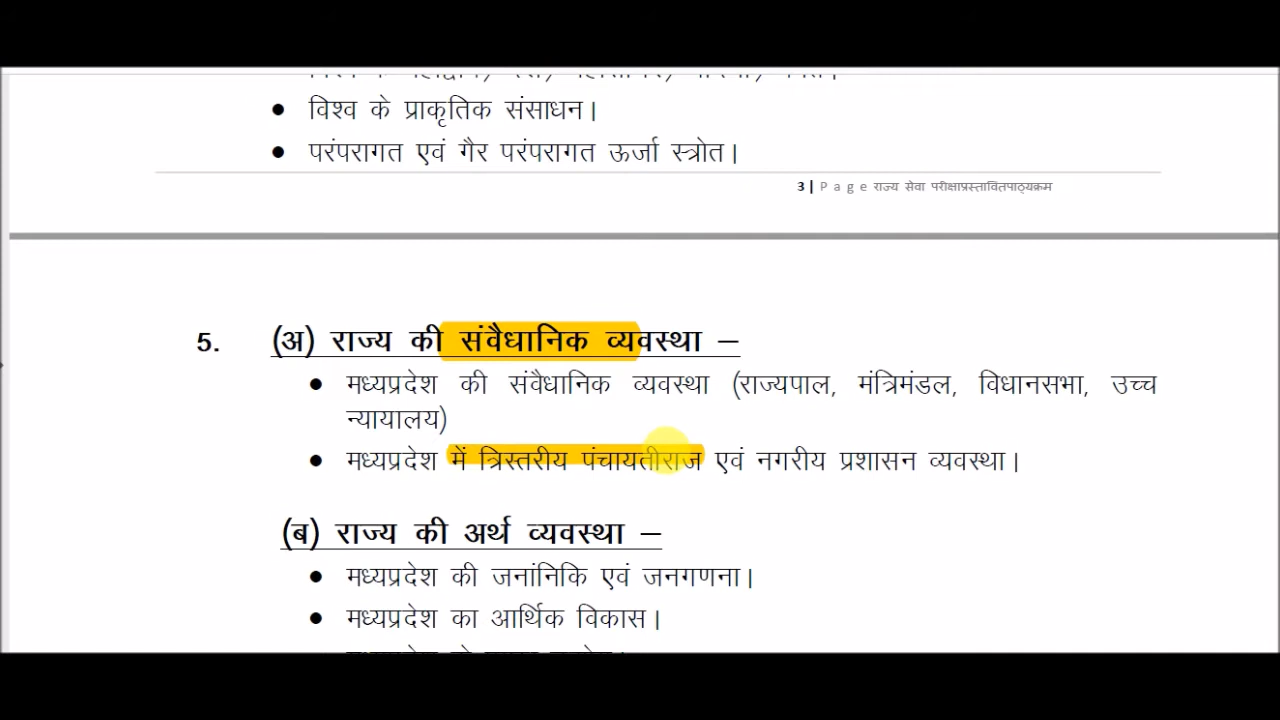 • विश्व के प्राकृतिक संसाधन।
• परंपरागत एवं गैर परंपरागत ऊर्जा स्त्रोत।
3 | P a g e राज्य सेवा परीक्षाप्रस्तावितपाठ्यक्रम
5. (अ) राज्य की संवैधानिक व्यवस्था –
• मध्यप्रदेश की संवैधानिक व्यवस्था (राज्यपाल, मंत्रिमंडल, विधानसभा, उच्च
न्यायालय)
• मध्यप्रदेश में त्रिस्तरीय पंचायतीराज एवं नगरीय प्रशासन व्यवस्था।
(ब) राज्य की अर्थ व्यवस्था –
• मध्यप्रदेश की जनांनिकि एवं जनगणना।
• मध्यप्रदेश का आर्थिक विकास।